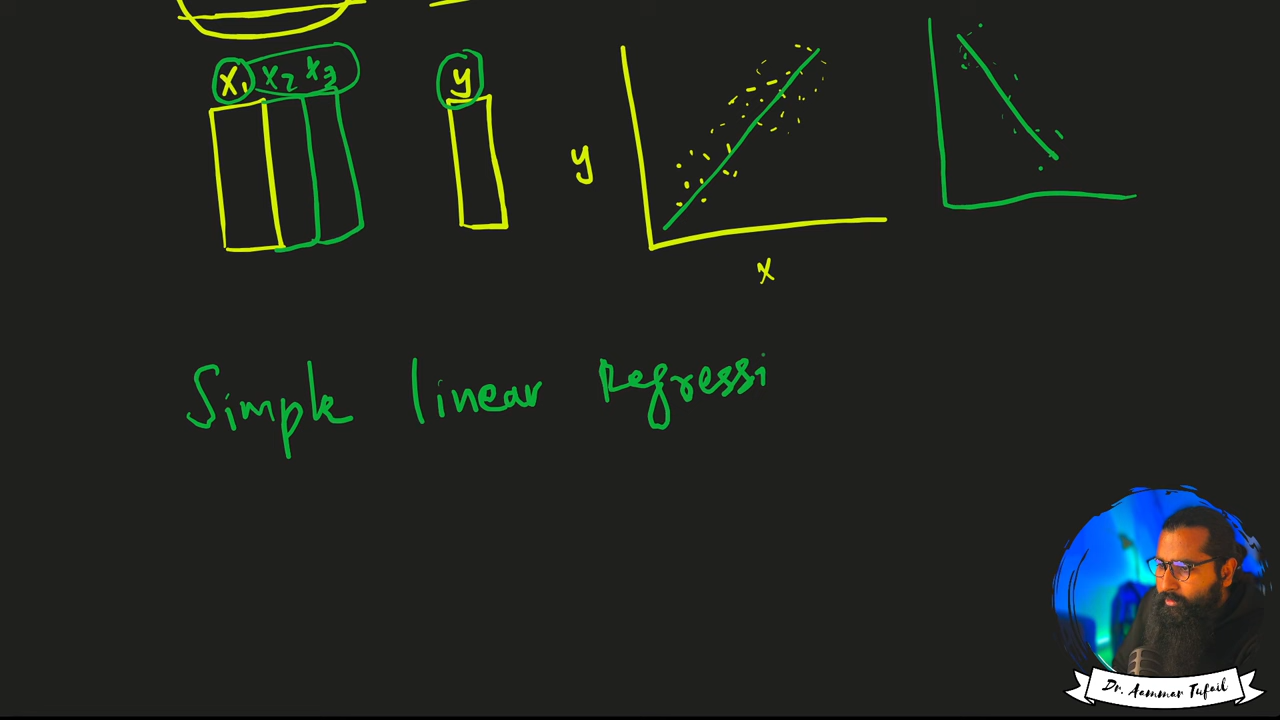 x₁ x₂ x₃
y
y
x
Simple linear Regressi
Dr. Aammar Tufail